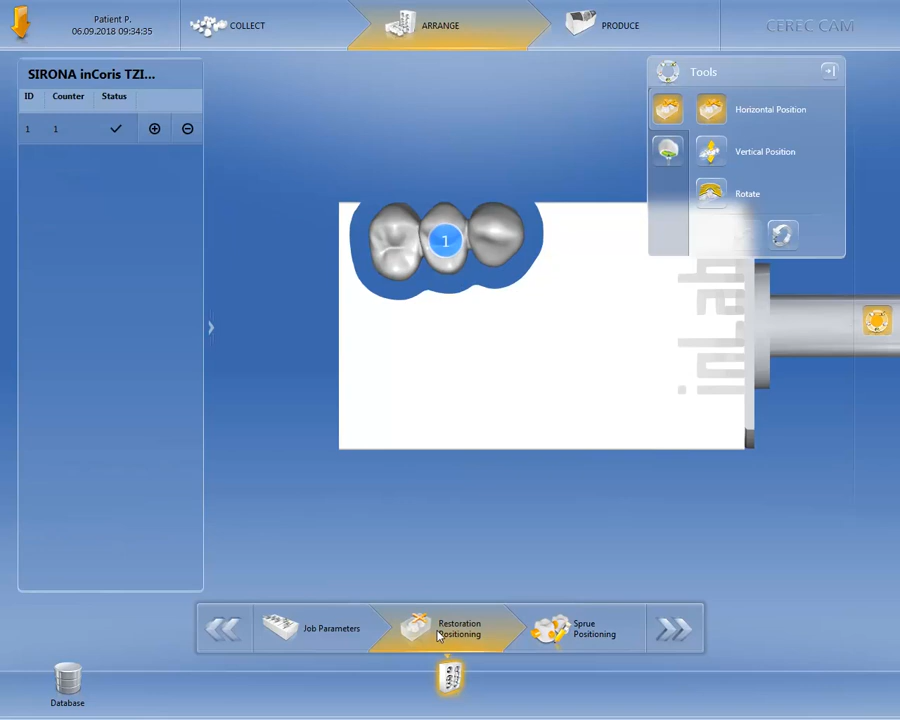 Patient P.
06.09.2018 09:34:35
COLLECT
ARRANGE
PRODUCE
CEREC CAM
SIRONA inCoris TZI...
ID Counter Status
1 1
Tools
Horizontal Position
Vertical Position
Rotate
1
inLab
Job Parameters
Restoration
Positioning
Sprue
Positioning
Database